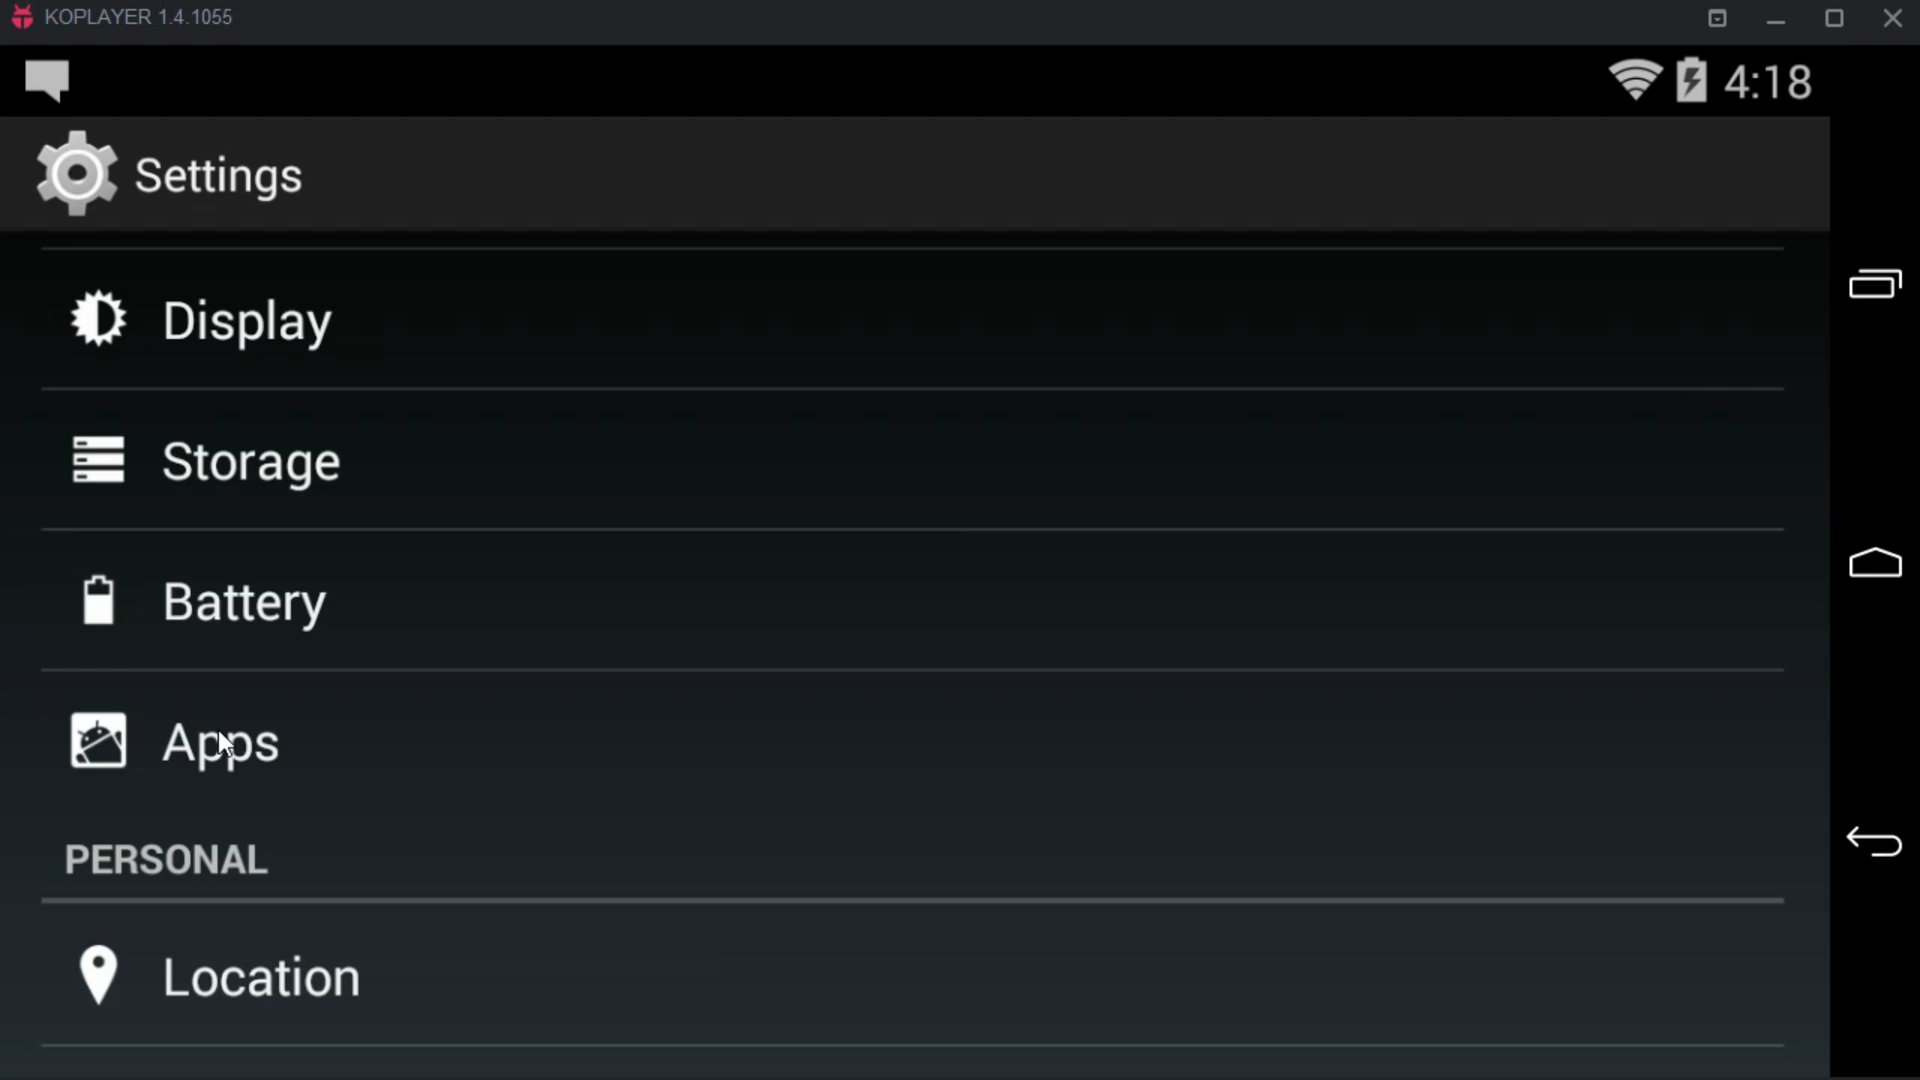 KOPLAYER 1.4.1055
4:18
Settings
Display
Storage
Battery
Apps
PERSONAL
Location